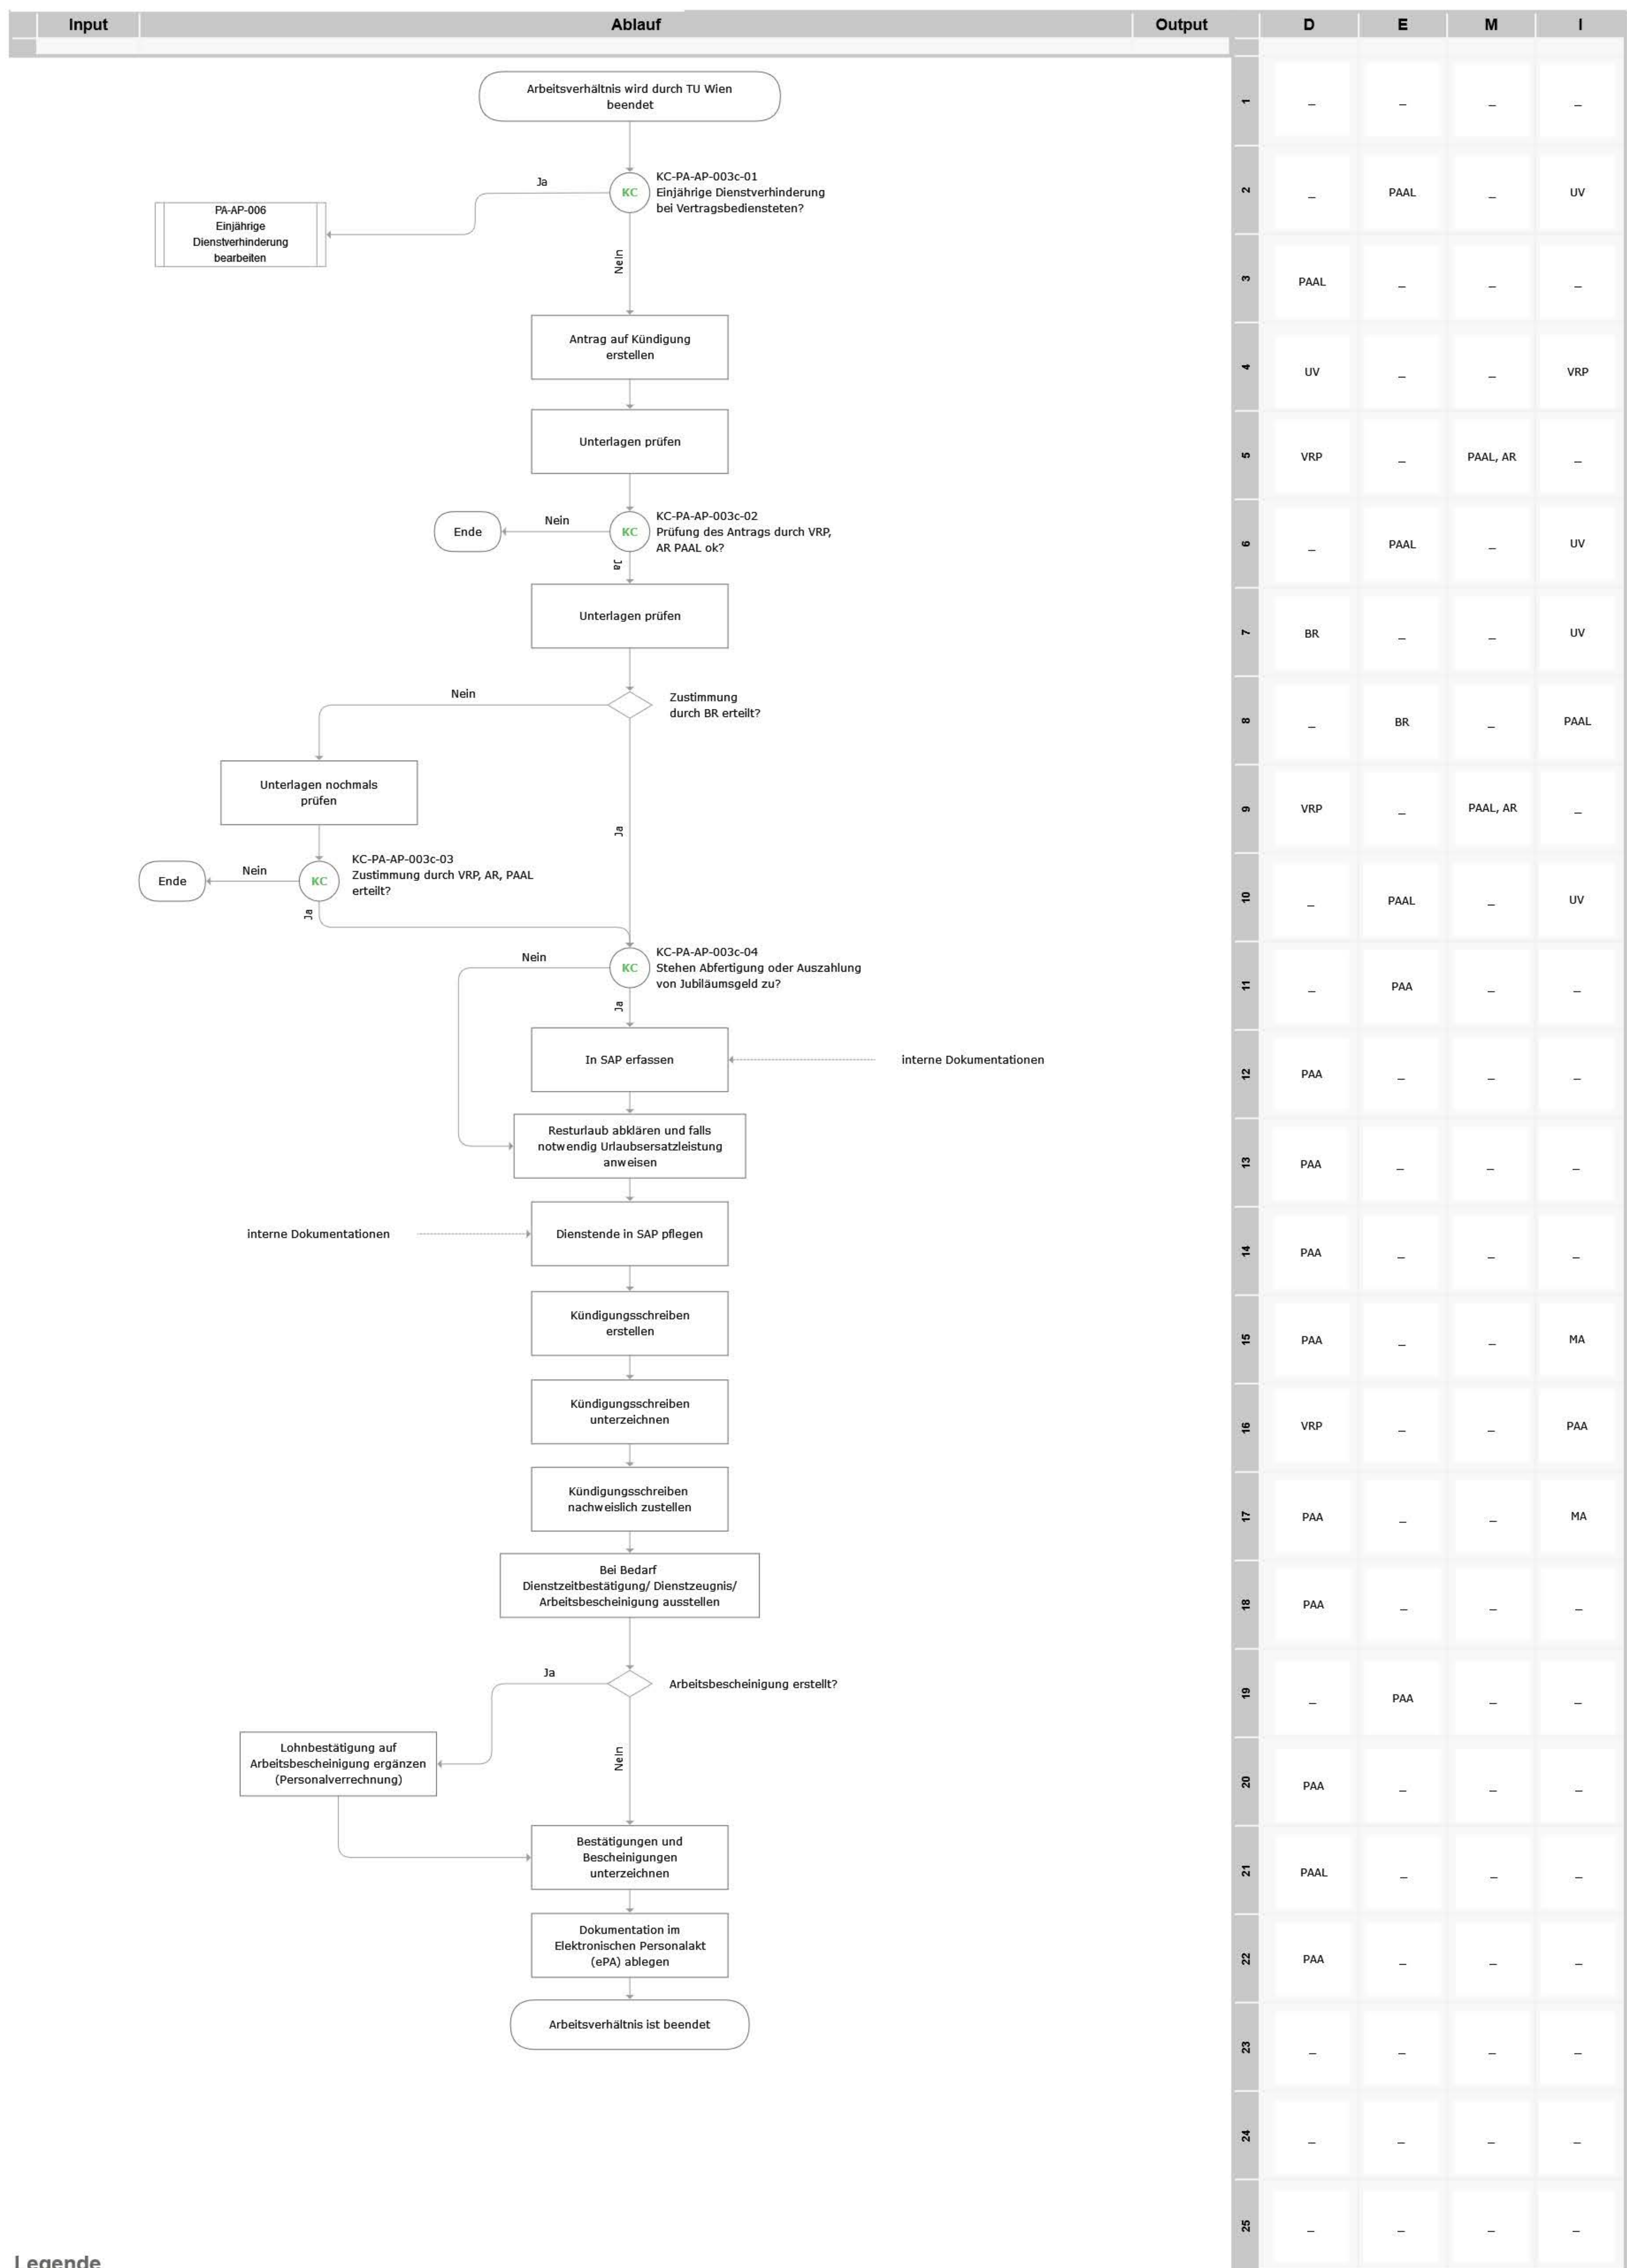 Input Ablauf Output D E M I
Arbeitsverhältnis wird durch TU Wien
beendet
1 _ _ _ _
Ja
KC
KC-PA-AP-003c-01
Einjährige Dienstverhinderung
bei Vertragsbediensteten?
2 _ PAAL _ UV
PA-AP-006
Einjährige
Dienstverhinderung
bearbeiten
Nein
3 PAAL _ _ _
Antrag auf Kündigung
erstellen
4 UV _ _ VRP
Unterlagen prüfen
5 VRP _ PAAL, AR _
Ende
Nein
KC
KC-PA-AP-003c-02
Prüfung des Antrags durch VRP,
AR PAAL ok?
Ja
6 _ PAAL _ UV
Unterlagen prüfen
7 BR _ _ UV
Nein
Zustimmung
durch BR erteilt?
8 _ BR _ PAAL
Unterlagen nochmals
prüfen
Ja
9 VRP _ PAAL, AR _
Ende
Nein
KC
KC-PA-AP-003c-03
Zustimmung durch VRP, AR, PAAL
erteilt?
Ja
10 _ PAAL _ UV
Nein
KC
KC-PA-AP-003c-04
Stehen Abfertigung oder Auszahlung
von Jubiläumsgeld zu?
Ja
11 _ PAA _ _
In SAP erfassen
interne Dokumentationen
12 PAA _ _ _
Resturlaub abklären und falls
notwendig Urlaubsersatzleistung
anweisen
13 PAA _ _ _
interne Dokumentationen
Dienstende in SAP pflegen
14 PAA _ _ _
Kündigungsschreiben
erstellen
15 PAA _ _ MA
Kündigungsschreiben
unterzeichnen
16 VRP _ _ PAA
Kündigungsschreiben
nachweislich zustellen
17 PAA _ _ MA
Bei Bedarf
Dienstzeitbestätigung/ Dienstzeugnis/
Arbeitsbescheinigung ausstellen
18 PAA _ _ _
Ja
Arbeitsbescheinigung erstellt?
19 _ PAA _ _
Lohnbestätigung auf
Arbeitsbescheinigung ergänzen
(Personalverrechnung)
Nein
20 PAA _ _ _
Bestätigungen und
Bescheinigungen
unterzeichnen
21 PAAL _ _ _
Dokumentation im
Elektronischen Personalakt
(ePA) ablegen
22 PAA _ _ _
Arbeitsverhältnis ist beendet
23 _ _ _ _
24 _ _ _ _
25 _ _ _ _
Legende